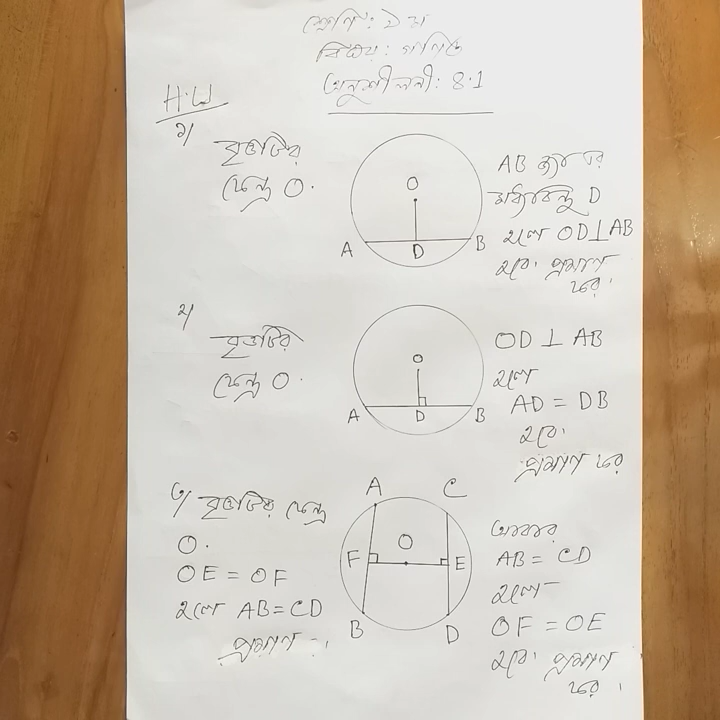 শ্রেণি: ৯ম
বিষয়: গণিত
অনুশীলনী: ৪.1
H.W
১/
বৃত্তটির
কেন্দ্র O.
O
A
D
B
AB জ্যা এর
মধ্যবিন্দু D
হলে OD⊥AB
হবে। প্রমাণ
কর।
২/
বৃত্তটির
কেন্দ্র O.
O
A
D
B
OD ⊥ AB
হলে
AD = DB
হবে।
প্রমাণ কর
৩/ বৃত্তটির কেন্দ্র
O.
OE = OF
হলে AB = CD
প্রমাণ
A
C
F
O
E
B
D
আবার
AB = CD
হলে
OF = OE
হবে। প্রমাণ
কর।